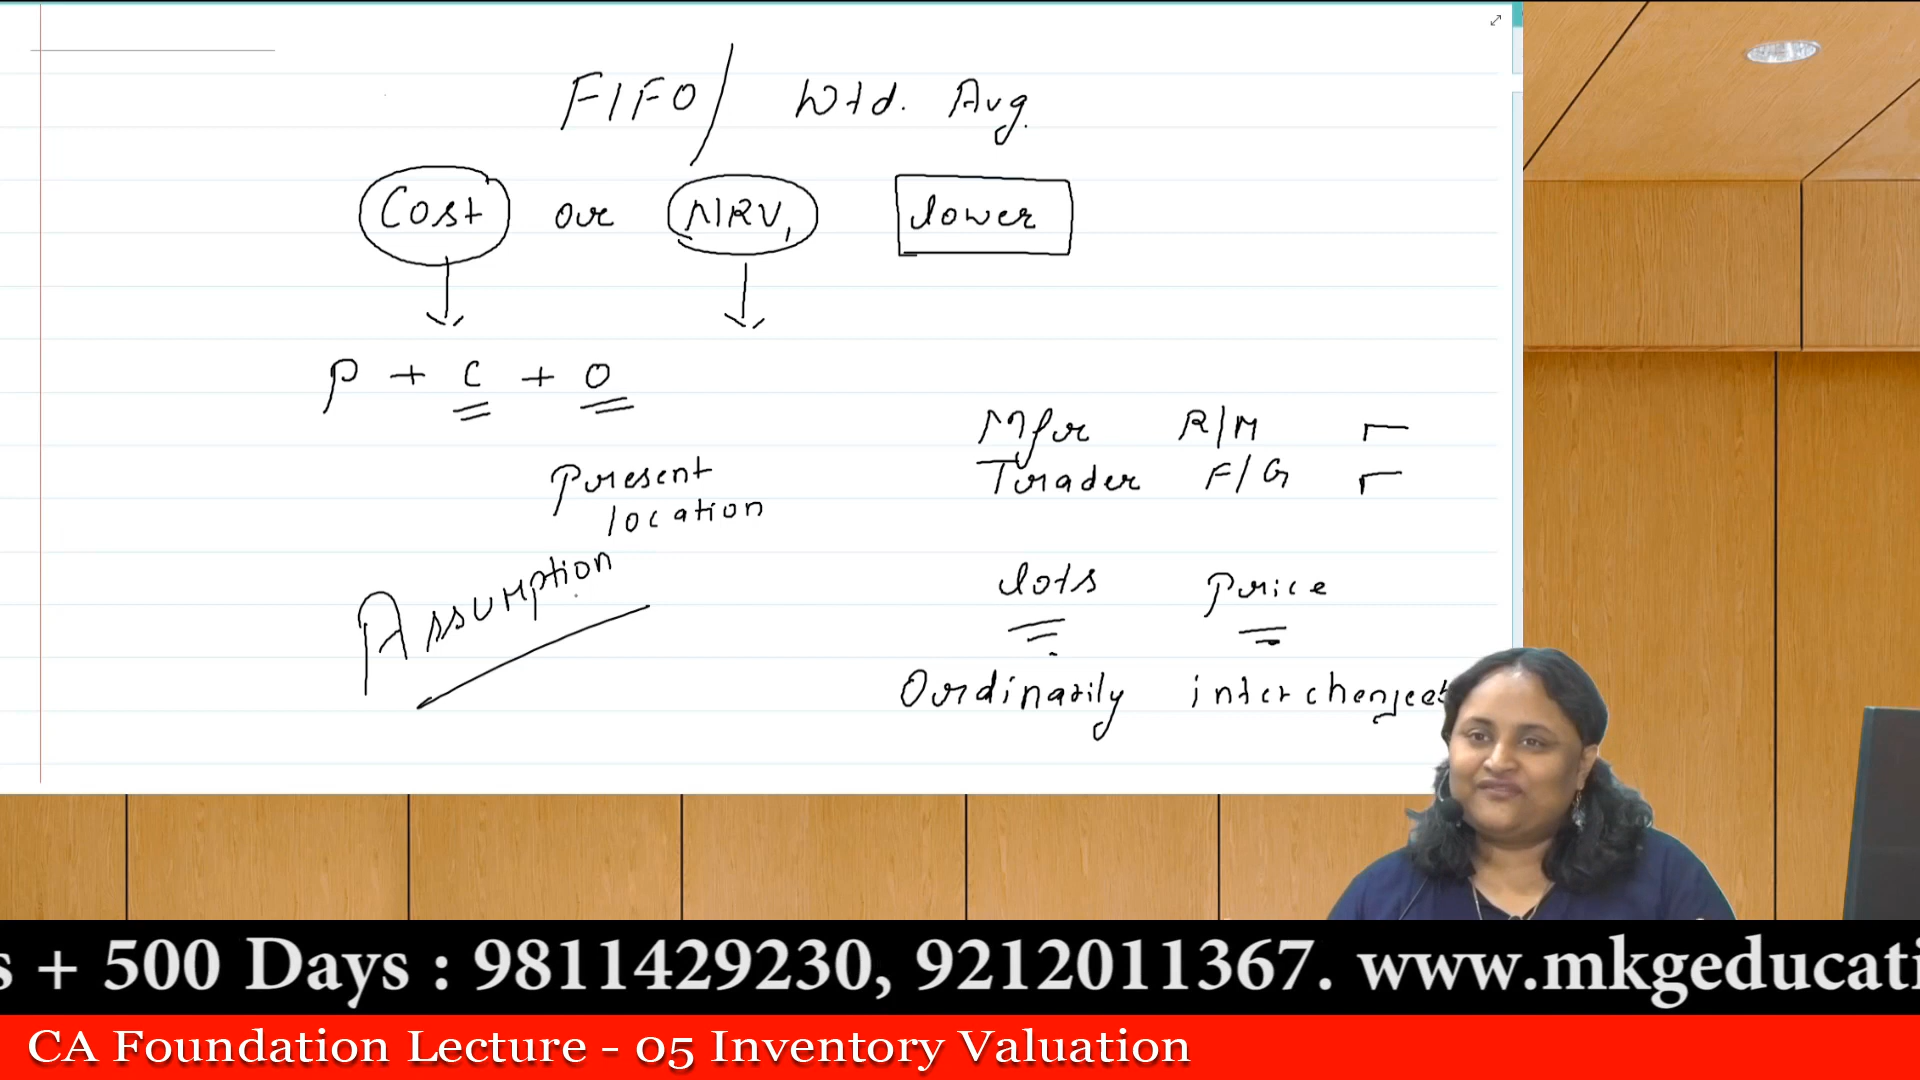 FIFO / Wtd. Avg.
Cost or NRV, lower
P + C + O
Mfr R/M
Trader F/G
Present
location
Assumption
lots Price
Ordinarily
s + 500 Days : 9811429230, 9212011367. www.mkgeducati
CA Foundation Lecture - 05 Inventory Valuation